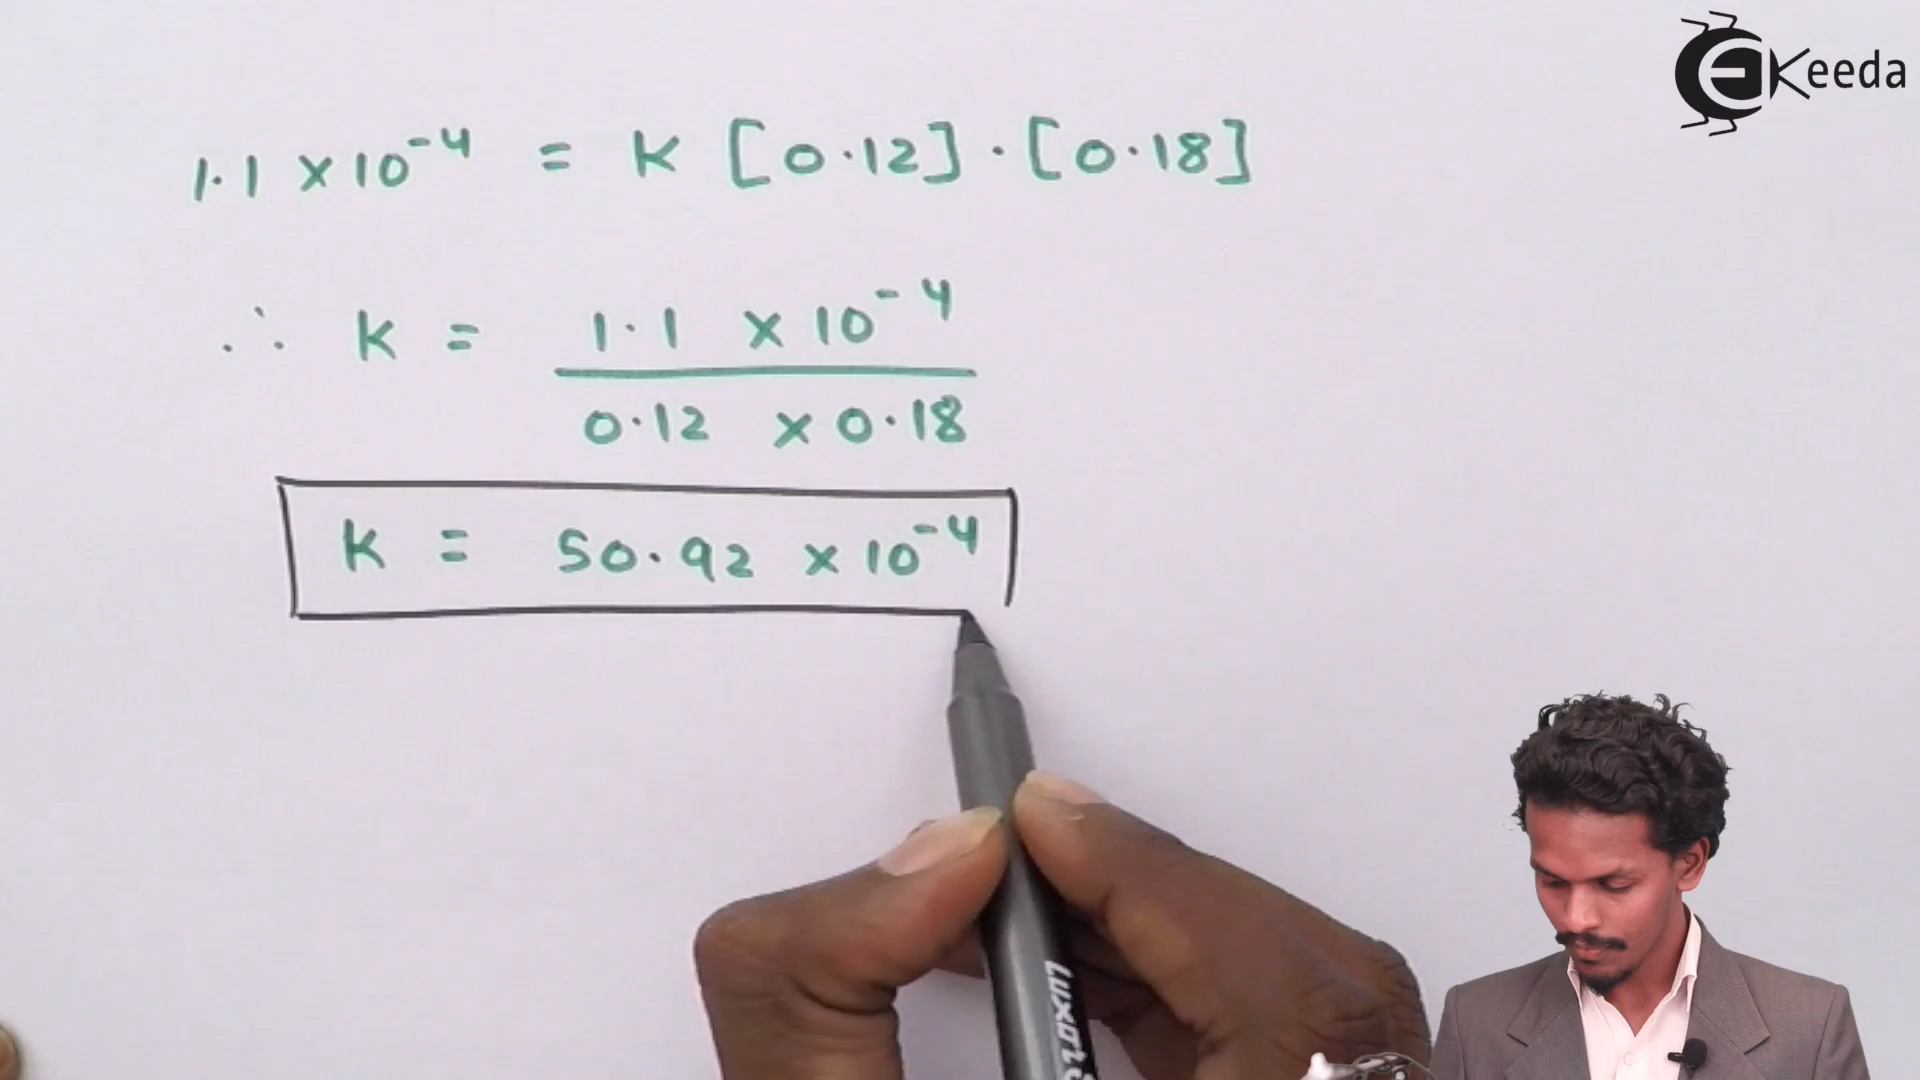 Keeda
1.1 × 10⁻⁴ = K [0.12] · [0.18]
∴ K = 1.1 × 10⁻⁴
0.12 × 0.18
K = 50.92 × 10⁻⁴
Luxor